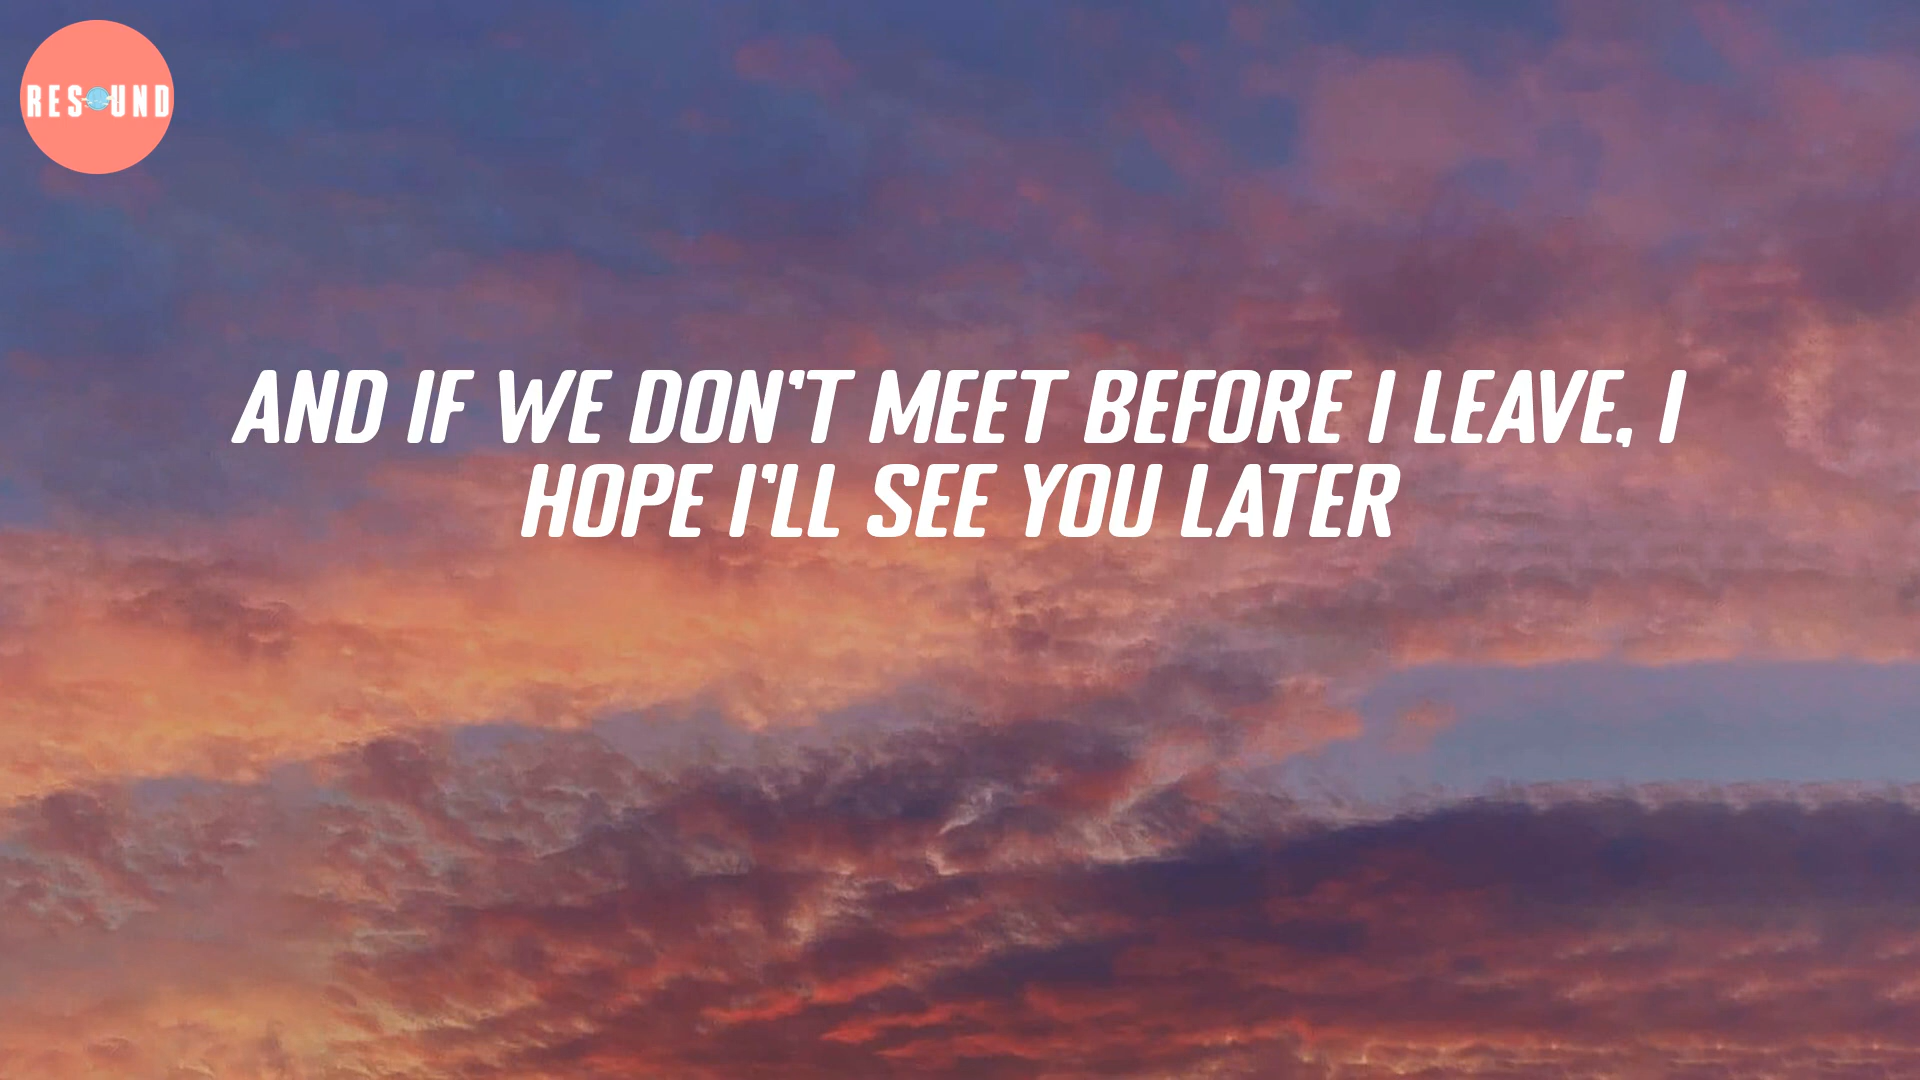 RESOUND
AND IF WE DON'T MEET BEFORE I LEAVE, I
HOPE I'LL SEE YOU LATER